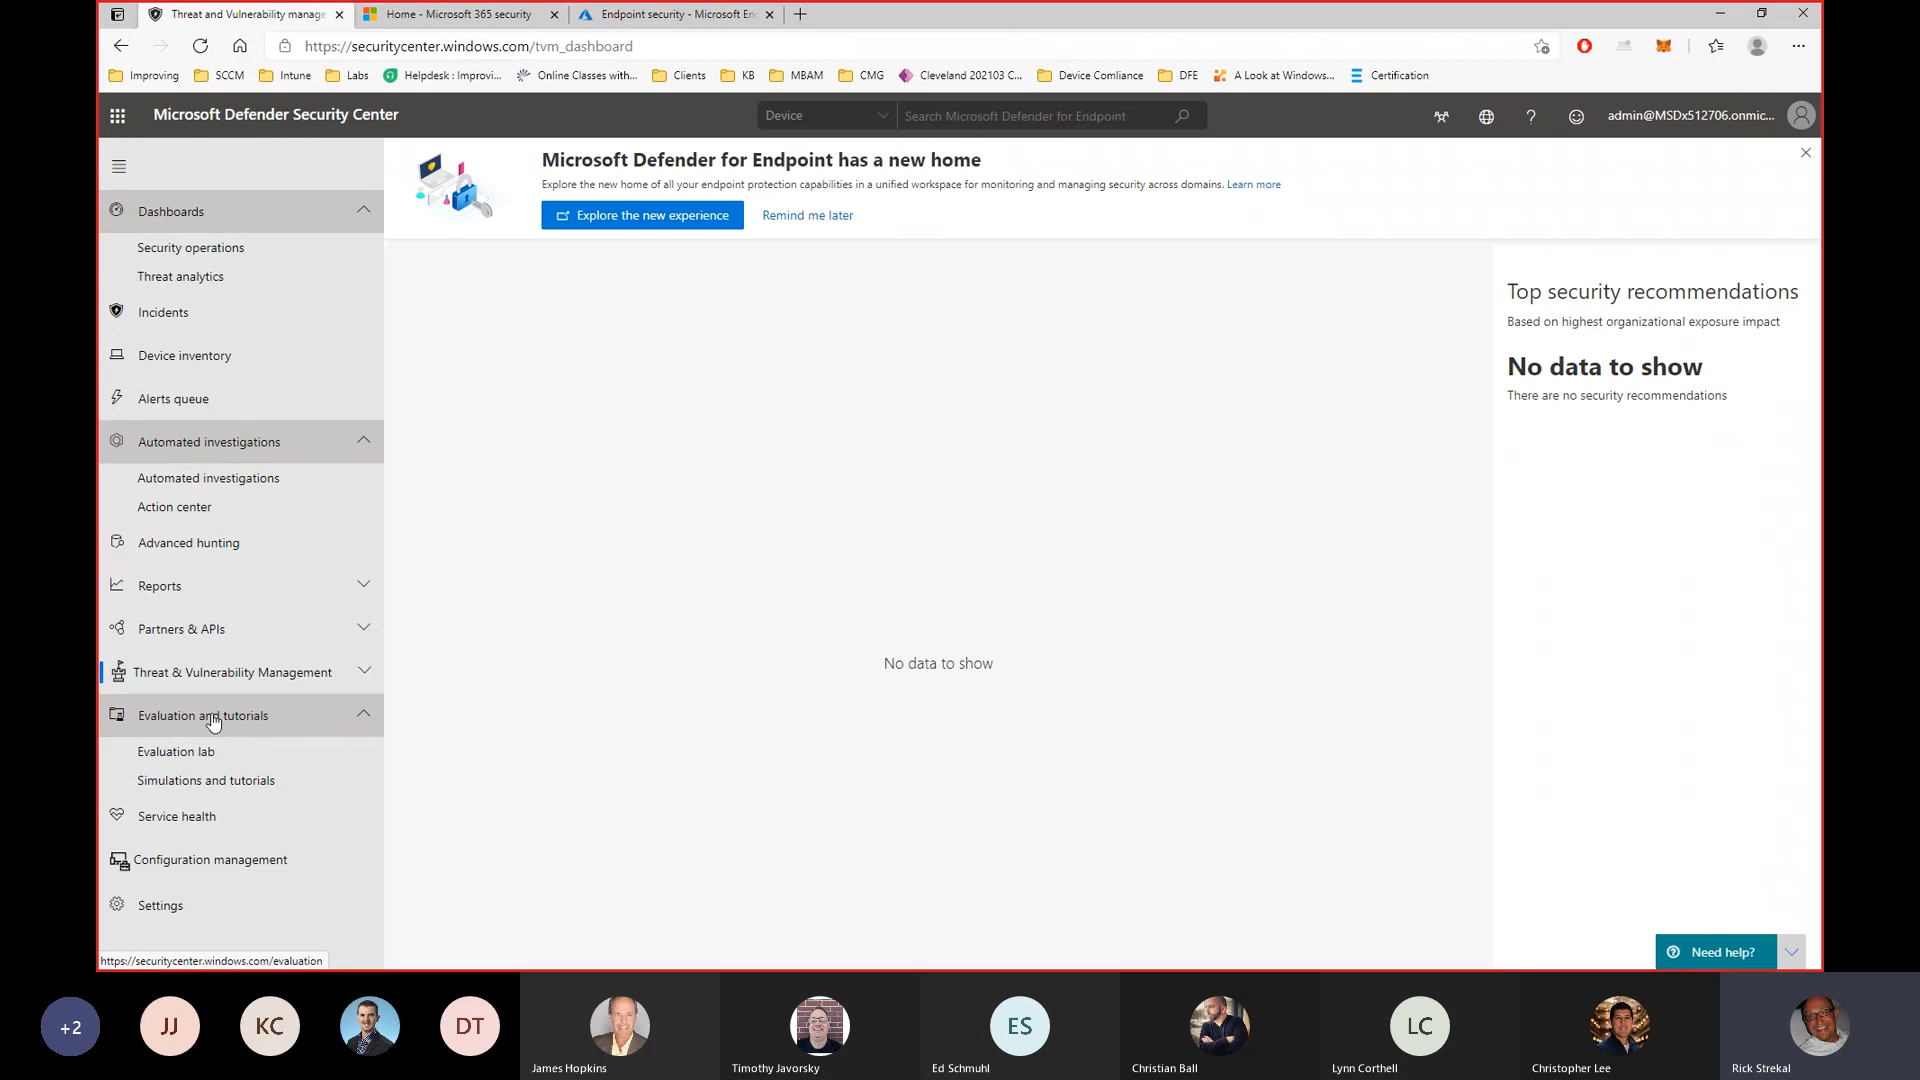 Threat and Vulnerability manage
Home - Microsoft 365 security
Endpoint security - Microsoft En
https://securitycenter.windows.com/tvm_dashboard
Improving
SCCM
Intune
Labs
Helpdesk : Improvi...
Online Classes with...
Clients
KB
MBAM
CMG
Cleveland 202103 C...
Device Comliance
DFE
A Look at Windows...
Certification
Microsoft Defender Security Center
Device
Search Microsoft Defender for Endpoint
admin@MSDx512706.onmic...
Microsoft Defender for Endpoint has a new home
Explore the new home of all your endpoint protection capabilities in a unified workspace for monitoring and managing security across domains. Learn more
Explore the new experience
Remind me later
Dashboards
Security operations
Threat analytics
Incidents
Device inventory
Alerts queue
Automated investigations
Automated investigations
Action center
Advanced hunting
Reports
Partners & APIs
Threat & Vulnerability Management
Evaluation and tutorials
Evaluation lab
Simulations and tutorials
Service health
Configuration management
Settings
https://securitycenter.windows.com/evaluation
No data to show
Top security recommendations
Based on highest organizational exposure impact
No data to show
There are no security recommendations
Need help?
+2
JJ
KC
DT
James Hopkins
Timothy Javorsky
ES
Ed Schmuhl
Christian Ball
LC
Lynn Corthell
Christopher Lee
Rick Strekal